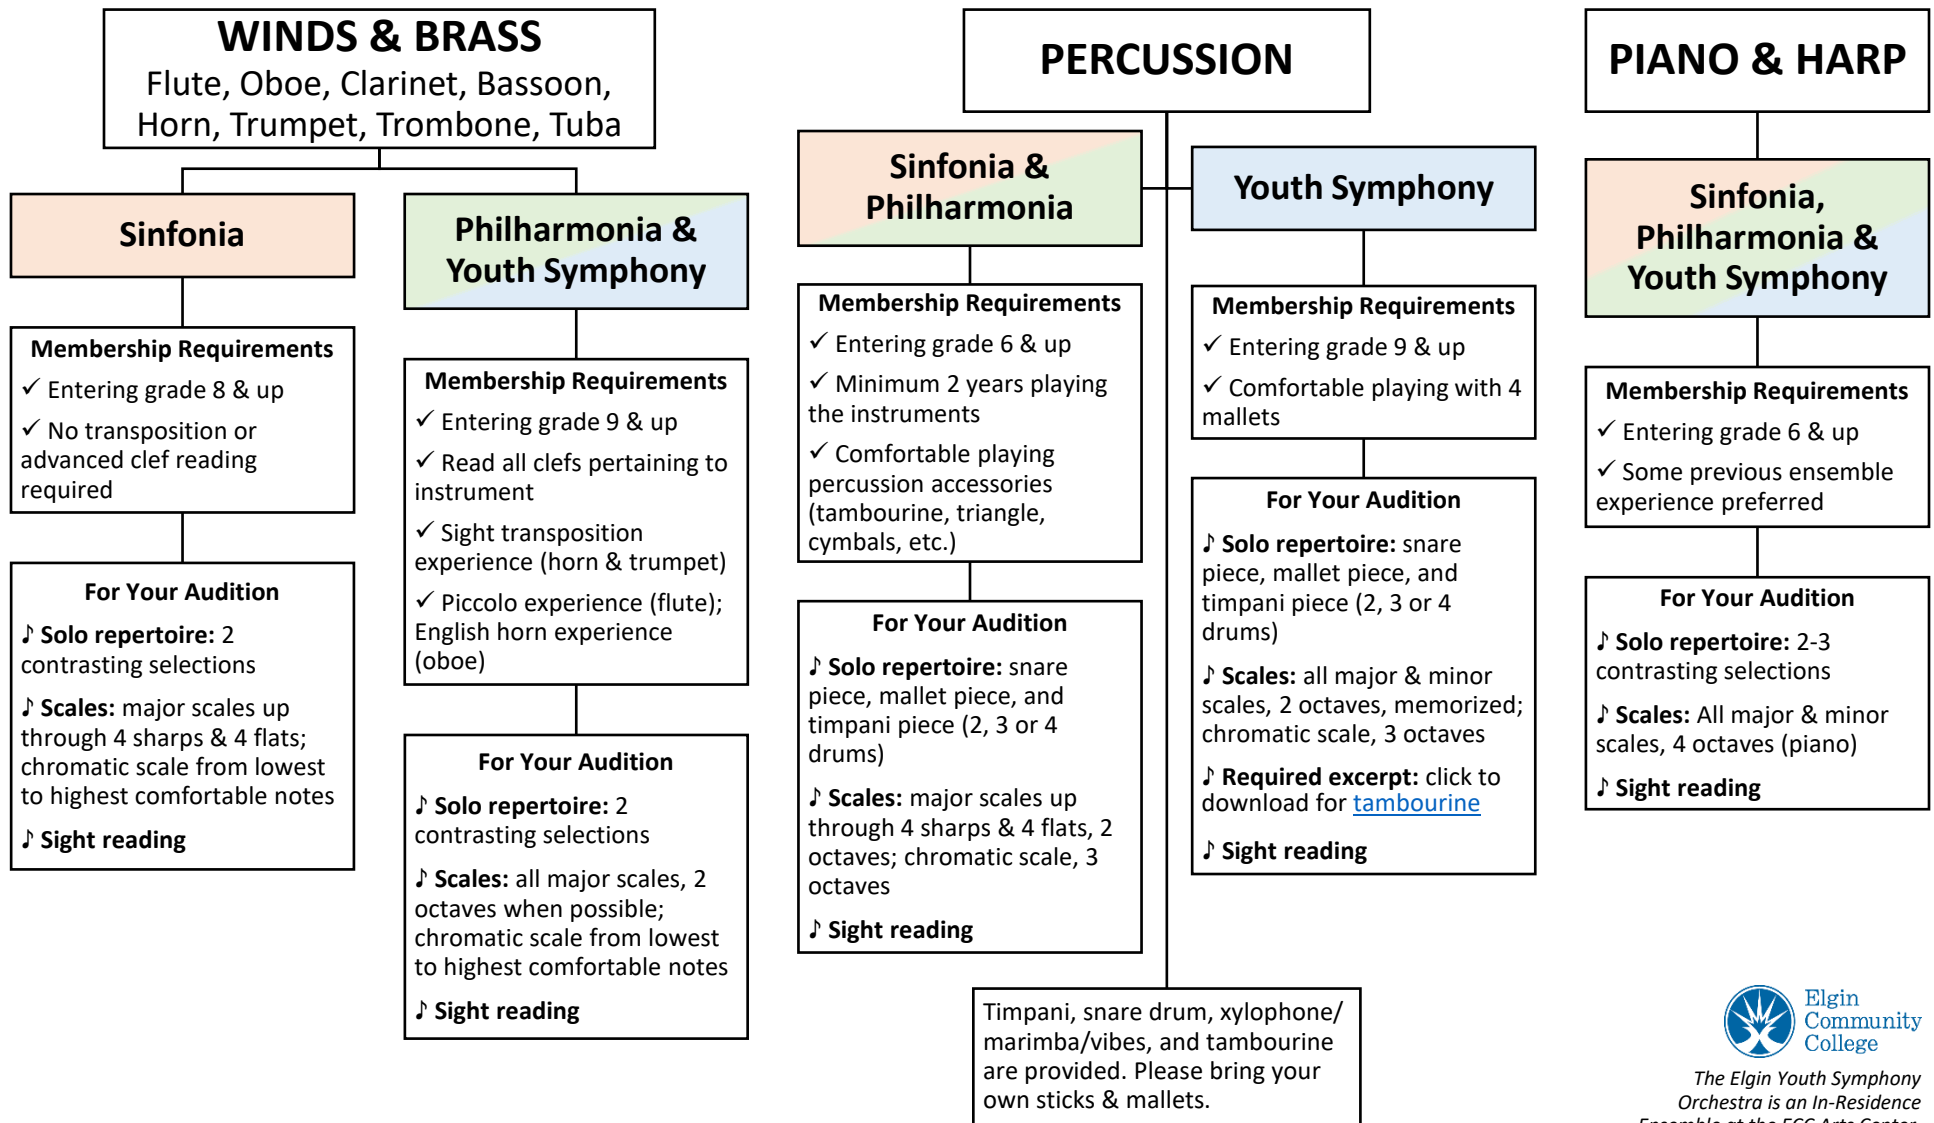 WINDS & BRASS
Flute, Oboe, Clarinet, Bassoon,
Horn, Trumpet, Trombone, Tuba
Sinfonia
Membership Requirements
✓ Entering grade 8 & up
✓ No transposition or
advanced clef reading
required
For Your Audition
♪ Solo repertoire: 2
contrasting selections
♪ Scales: major scales up
through 4 sharps & 4 flats;
chromatic scale from lowest
to highest comfortable notes
♪ Sight reading
Philharmonia &
Youth Symphony
Membership Requirements
✓ Entering grade 9 & up
✓ Read all clefs pertaining to
instrument
✓ Sight transposition
experience (horn & trumpet)
✓ Piccolo experience (flute);
English horn experience
(oboe)
For Your Audition
♪ Solo repertoire: 2
contrasting selections
♪ Scales: all major scales, 2
octaves when possible;
chromatic scale from lowest
to highest comfortable notes
♪ Sight reading
PERCUSSION
Sinfonia &
Philharmonia
Membership Requirements
✓ Entering grade 6 & up
✓ Minimum 2 years playing
the instruments
✓ Comfortable playing
percussion accessories
(tambourine, triangle,
cymbals, etc.)
For Your Audition
♪ Solo repertoire: snare
piece, mallet piece, and
timpani piece (2, 3 or 4
drums)
♪ Scales: major scales up
through 4 sharps & 4 flats, 2
octaves; chromatic scale, 3
octaves
♪ Sight reading
Youth Symphony
Membership Requirements
✓ Entering grade 9 & up
✓ Comfortable playing with 4
mallets
For Your Audition
♪ Solo repertoire: snare
piece, mallet piece, and
timpani piece (2, 3 or 4
drums)
♪ Scales: all major & minor
scales, 2 octaves, memorized;
chromatic scale, 3 octaves
♪ Required excerpt: click to
download for tambourine
♪ Sight reading
Timpani, snare drum, xylophone/
marimba/vibes, and tambourine
are provided. Please bring your
own sticks & mallets.
PIANO & HARP
Sinfonia,
Philharmonia &
Youth Symphony
Membership Requirements
✓ Entering grade 6 & up
✓ Some previous ensemble
experience preferred
For Your Audition
♪ Solo repertoire: 2-3
contrasting selections
♪ Scales: All major & minor
scales, 4 octaves (piano)
♪ Sight reading
Elgin
Community
College
The Elgin Youth Symphony
Orchestra is an In-Residence
Ensemble at the ECC Arts Center.